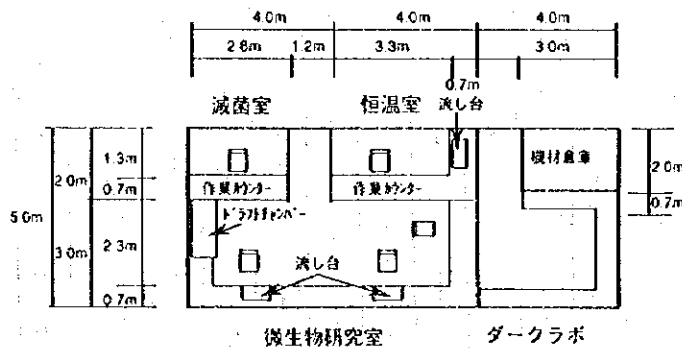 4.0m 4.0m 4.0m
2.8m 1.2m 3.3m 3.0m
0.7m
滅菌室 恒温室 流し台
1.3m 機材倉庫 2.0m
2.0m
0.7m 作業カウンター 作業カウンター 0.7m
ドラフトチャンバー
5.0m
3.0m 2.3m
流し台
0.7m
微生物研究室 ダークラボ